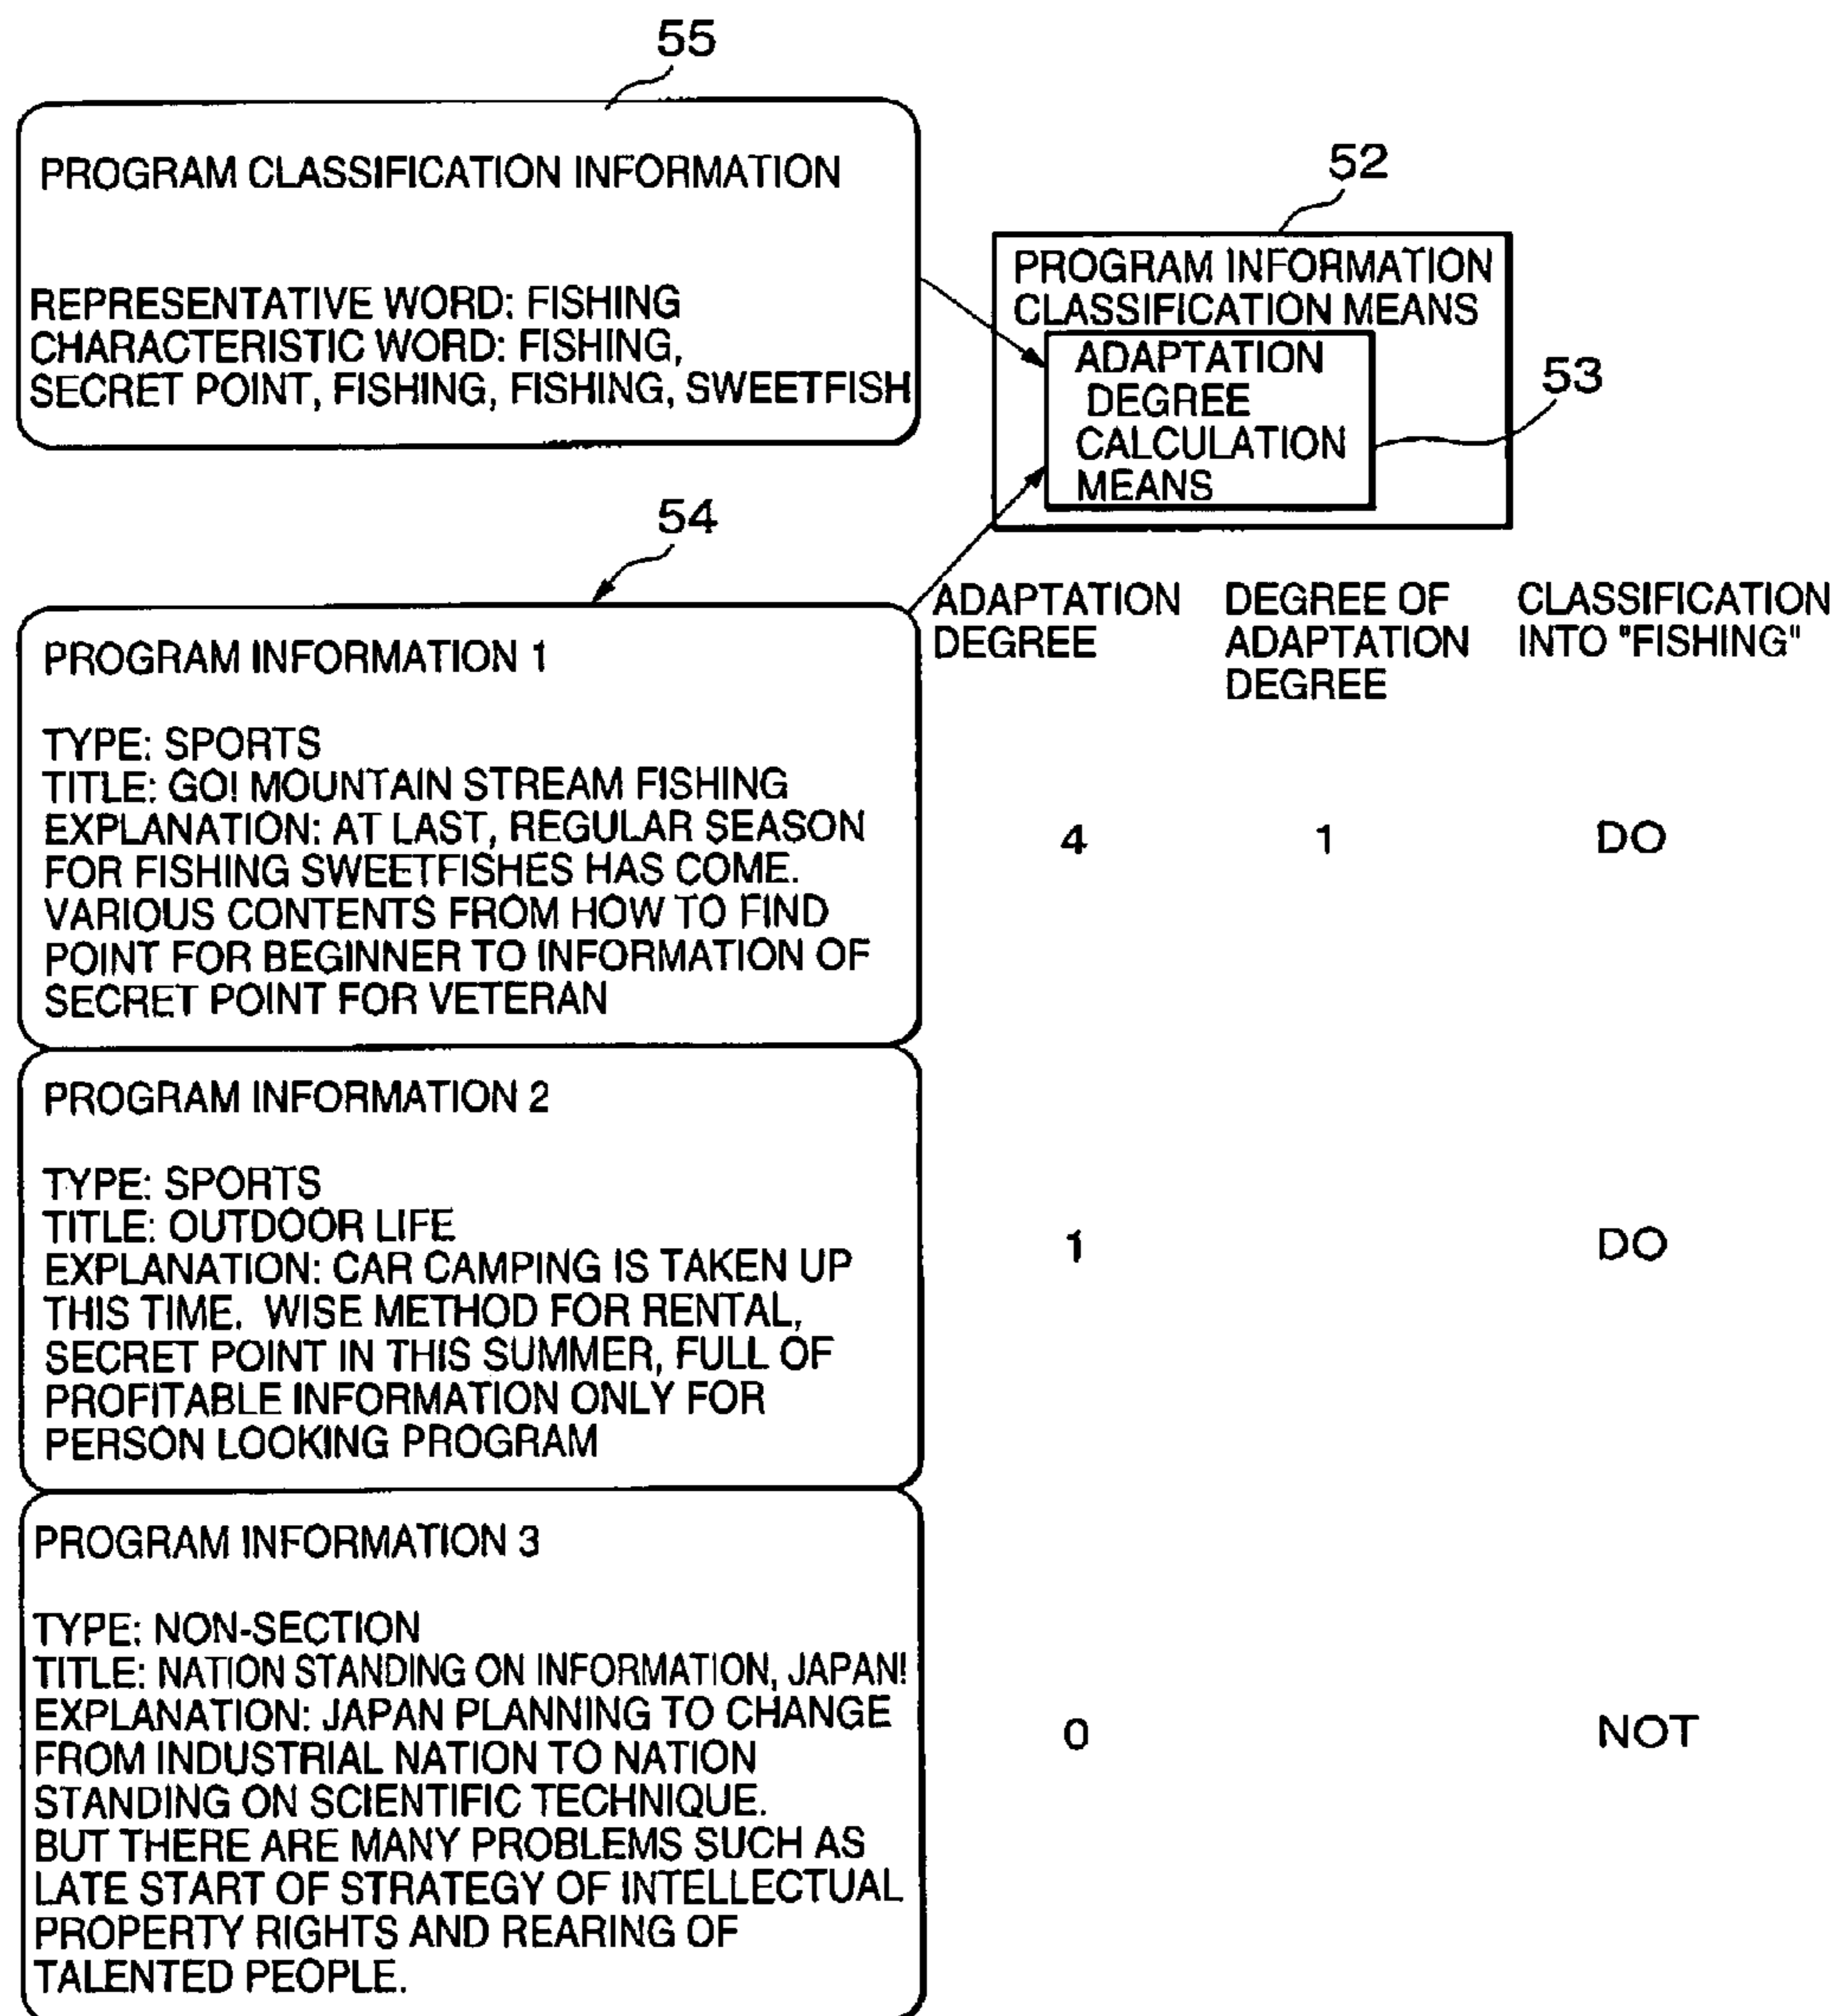 55
PROGRAM CLASSIFICATION INFORMATION
REPRESENTATIVE WORD: FISHING
CHARACTERISTIC WORD: FISHING,
SECRET POINT, FISHING, FISHING, SWEETFISH
52
PROGRAM INFORMATION
CLASSIFICATION MEANS
ADAPTATION
DEGREE
CALCULATION
MEANS
53
54
ADAPTATION
DEGREE
DEGREE OF
ADAPTATION
DEGREE
CLASSIFICATION
INTO "FISHING"
PROGRAM INFORMATION 1
TYPE: SPORTS
TITLE: GO! MOUNTAIN STREAM FISHING
EXPLANATION: AT LAST, REGULAR SEASON
FOR FISHING SWEETFISHES HAS COME.
VARIOUS CONTENTS FROM HOW TO FIND
POINT FOR BEGINNER TO INFORMATION OF
SECRET POINT FOR VETERAN
4 1 DO
PROGRAM INFORMATION 2
TYPE: SPORTS
TITLE: OUTDOOR LIFE
EXPLANATION: CAR CAMPING IS TAKEN UP
THIS TIME. WISE METHOD FOR RENTAL,
SECRET POINT IN THIS SUMMER, FULL OF
PROFITABLE INFORMATION ONLY FOR
PERSON LOOKING PROGRAM
1 DO
PROGRAM INFORMATION 3
TYPE: NON-SECTION
TITLE: NATION STANDING ON INFORMATION, JAPAN!
EXPLANATION: JAPAN PLANNING TO CHANGE
FROM INDUSTRIAL NATION TO NATION
STANDING ON SCIENTIFIC TECHNIQUE.
BUT THERE ARE MANY PROBLEMS SUCH AS
LATE START OF STRATEGY OF INTELLECTUAL
PROPERTY RIGHTS AND REARING OF
TALENTED PEOPLE.
0 NOT